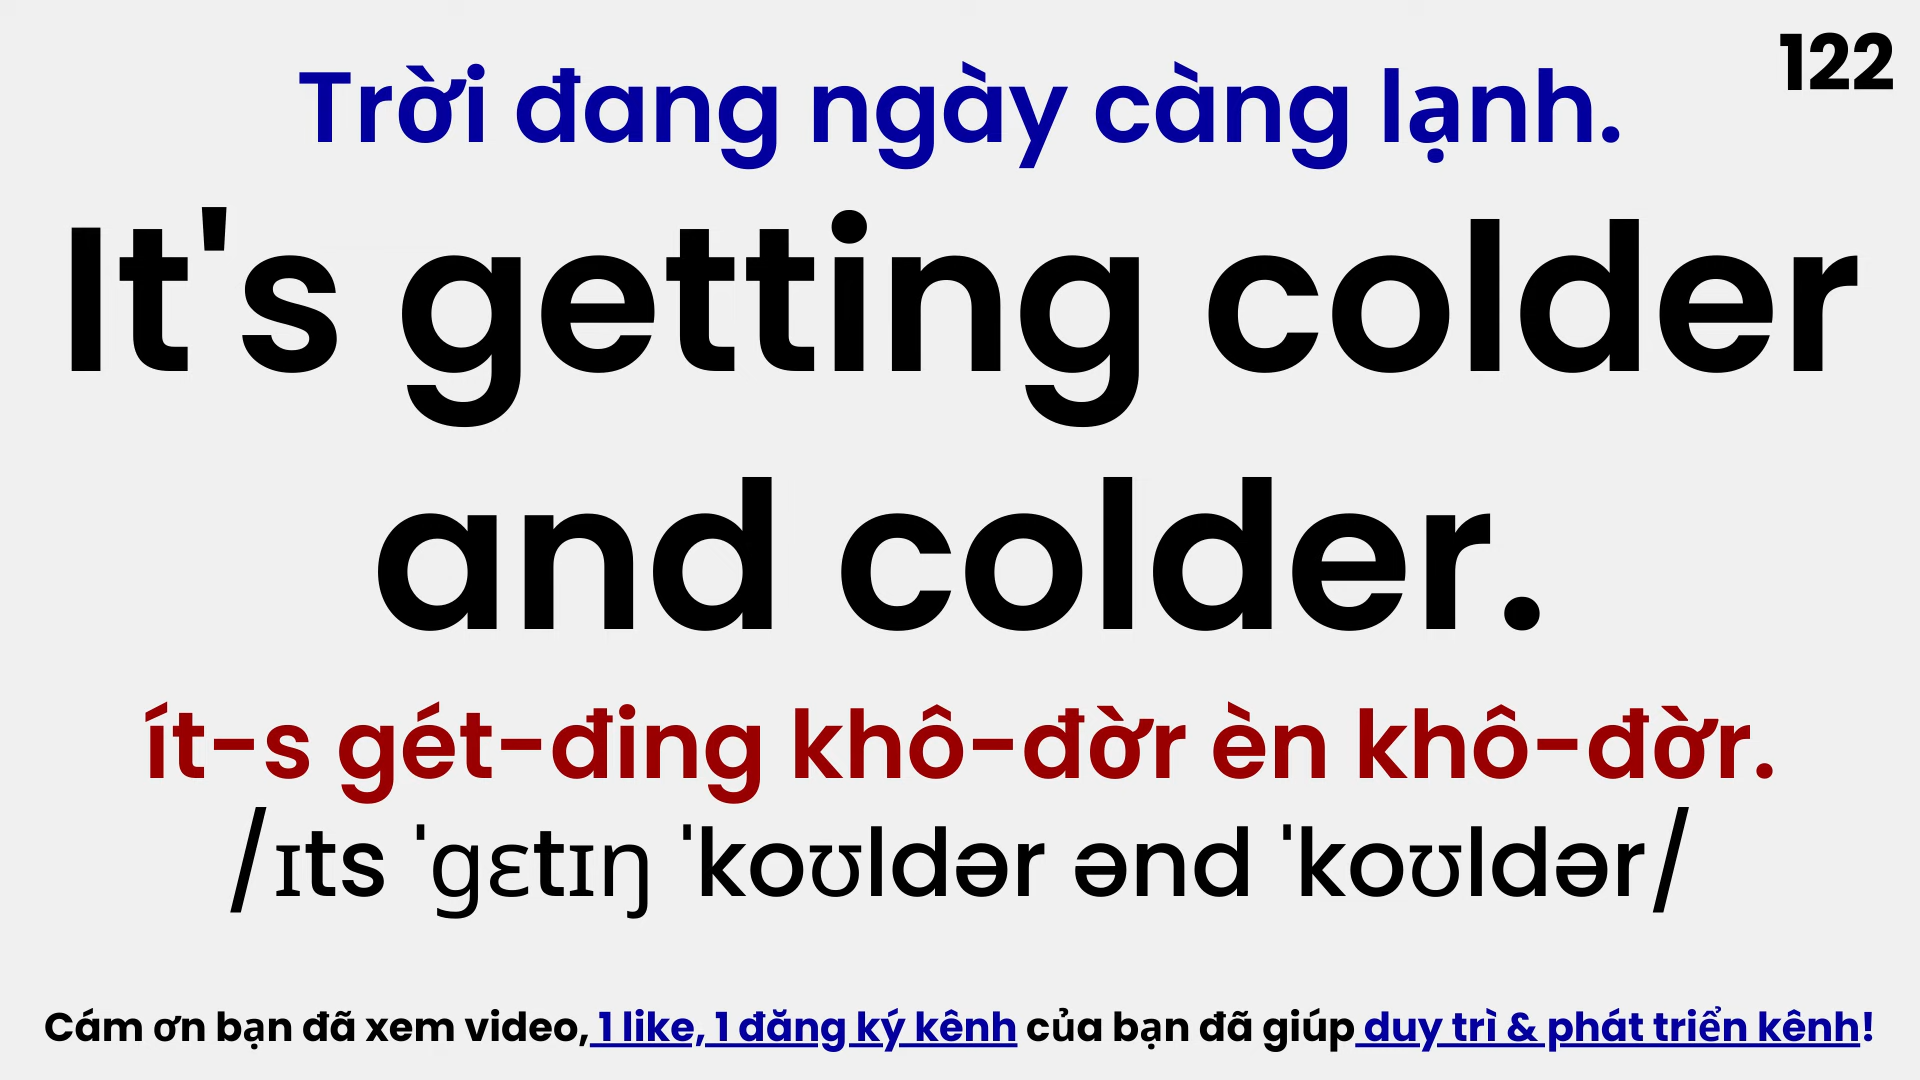 122
Trời đang ngày càng lạnh.
It's getting colder
and colder.
ít-s gét-đing khô-đờr èn khô-đờr.
/ɪts ˈɡɛtɪŋ ˈkoʊldər ənd ˈkoʊldər/
Cám ơn bạn đã xem video, 1 like, 1 đăng ký kênh của bạn đã giúp duy trì & phát triển kênh!